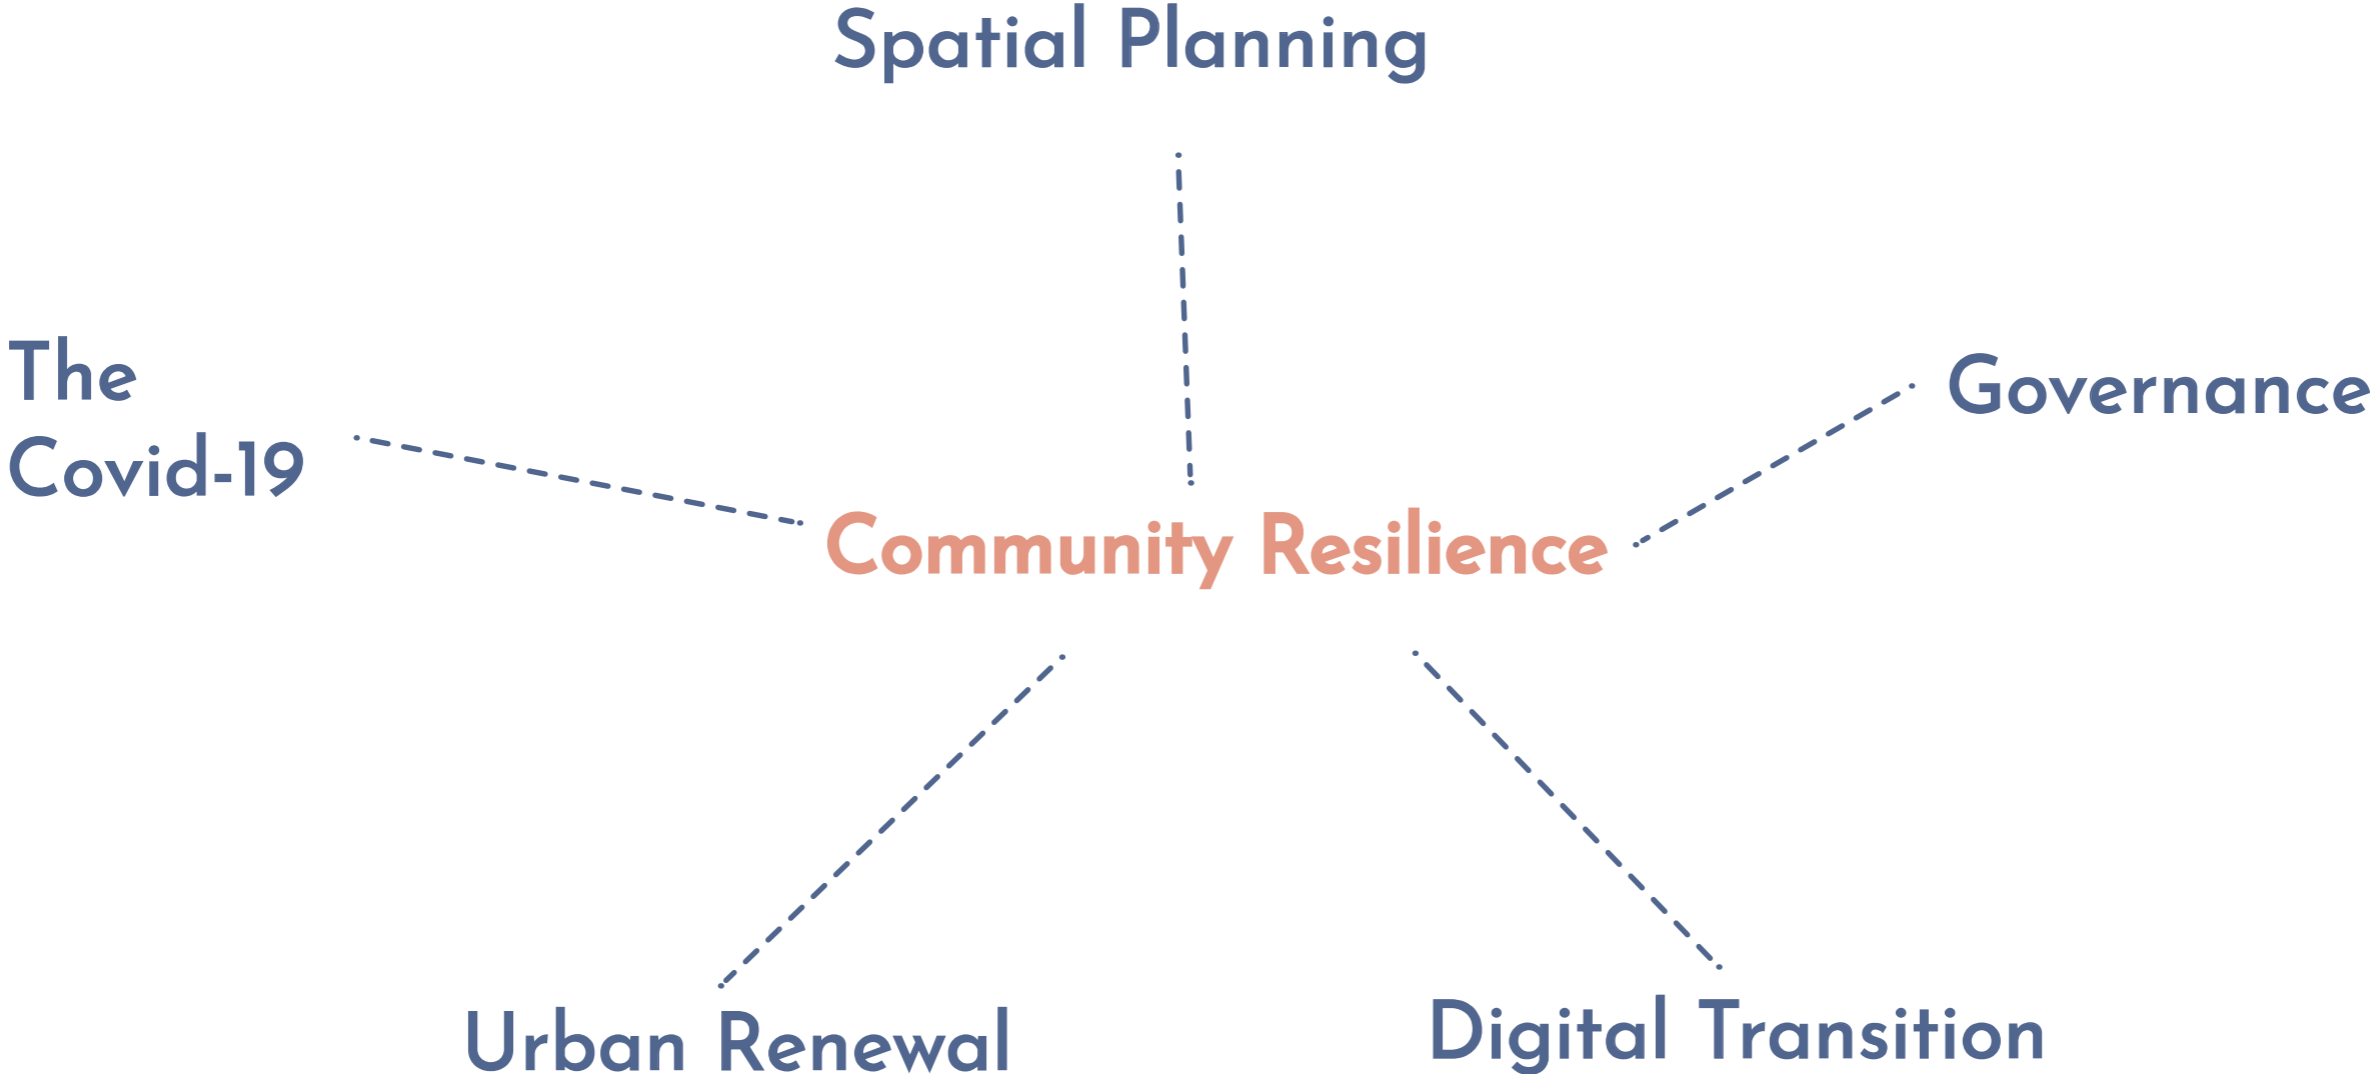 Spatial Planning
The
Covid-19
Governance
Community Resilience
Urban Renewal
Digital Transition